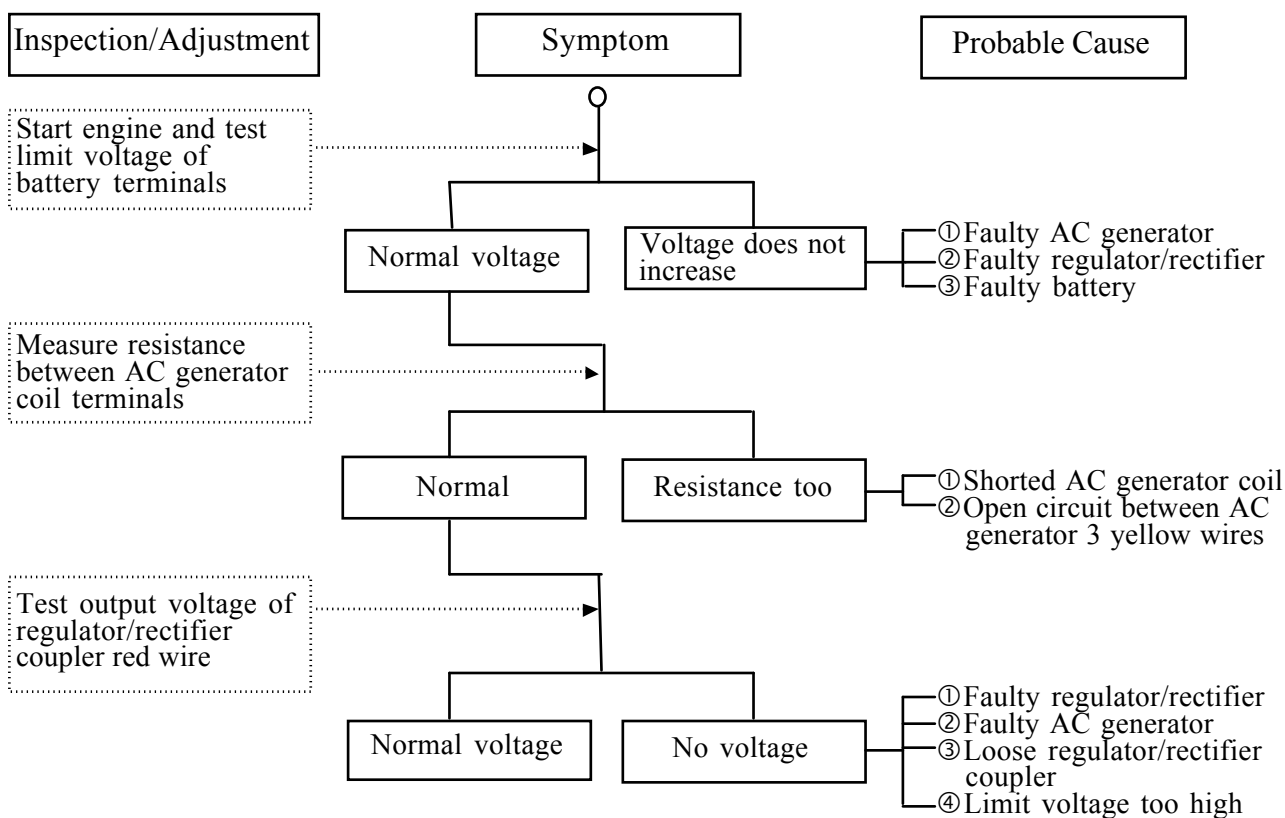 Inspection/Adjustment
Symptom
Probable Cause
Start engine and test
limit voltage of
battery terminals
Normal voltage
Voltage does not
increase
①Faulty AC generator
②Faulty regulator/rectifier
③Faulty battery
Measure resistance
between AC generator
coil terminals
Normal
Resistance too
①Shorted AC generator coil
②Open circuit between AC
generator 3 yellow wires
Test output voltage of
regulator/rectifier
coupler red wire
Normal voltage
No voltage
①Faulty regulator/rectifier
②Faulty AC generator
③Loose regulator/rectifier
coupler
④Limit voltage too high